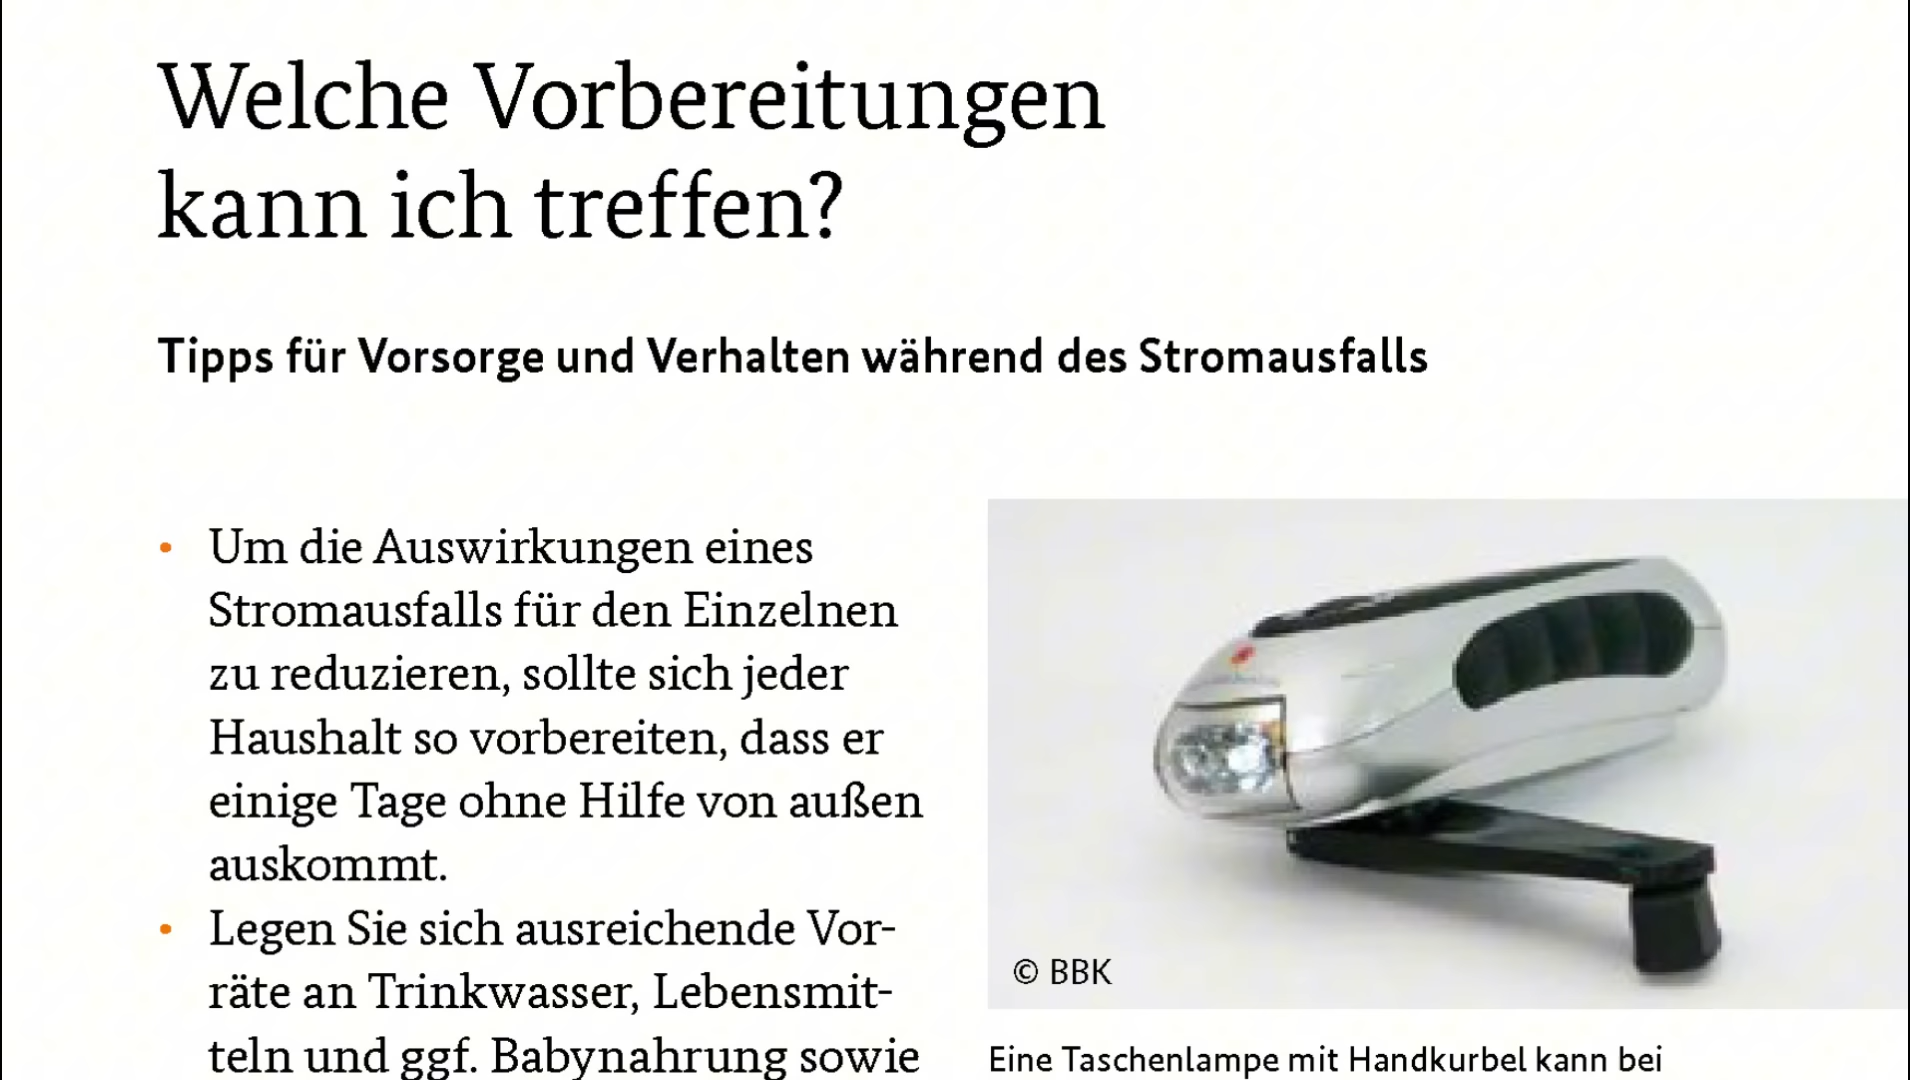 Welche Vorbereitungen
kann ich treffen?
Tipps für Vorsorge und Verhalten während des Stromausfalls
• Um die Auswirkungen eines
Stromausfalls für den Einzelnen
zu reduzieren, sollte sich jeder
Haushalt so vorbereiten, dass er
einige Tage ohne Hilfe von außen
auskommt.
• Legen Sie sich ausreichende Vor-
räte an Trinkwasser, Lebensmit-
teln und ggf. Babynahrung sowie
© BBK
Eine Taschenlampe mit Handkurbel kann bei